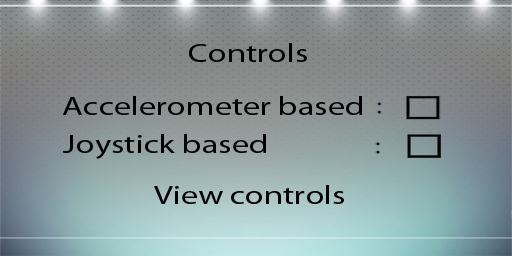 Controls
Accelerometer based :
Joystick based :
View controls